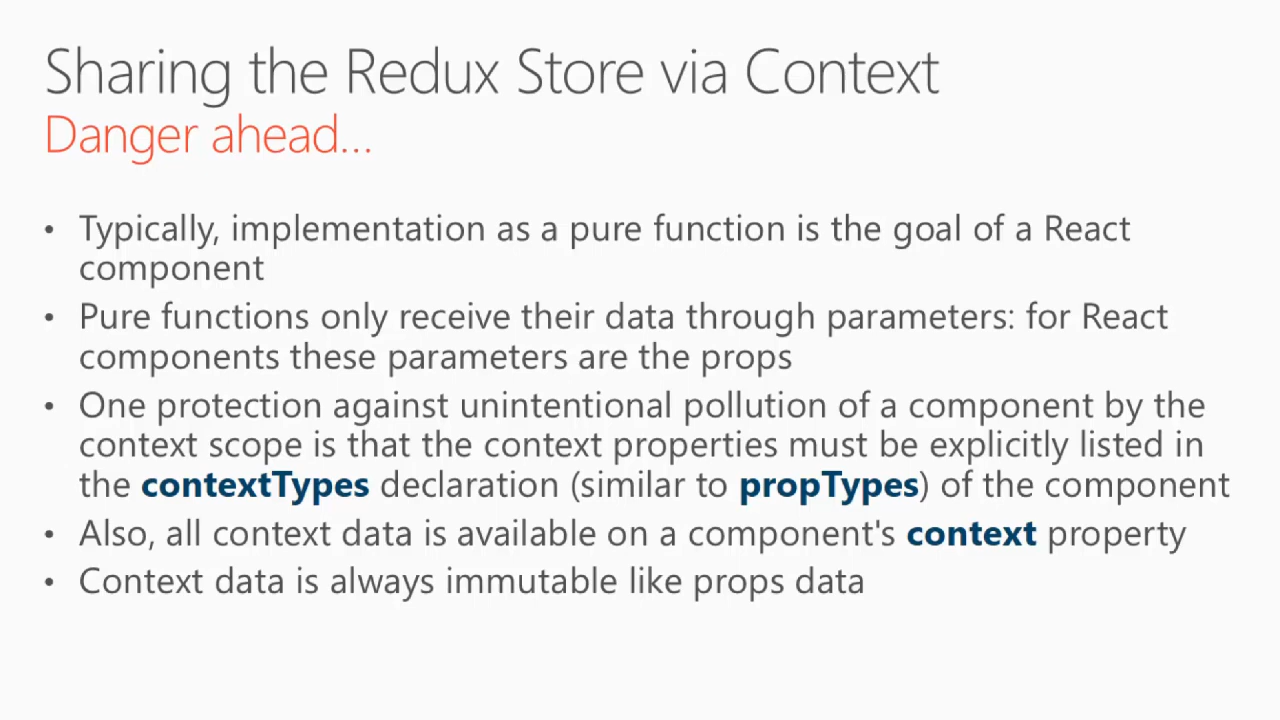 Sharing the Redux Store via Context
Danger ahead...
• Typically, implementation as a pure function is the goal of a React
component
• Pure functions only receive their data through parameters: for React
components these parameters are the props
• One protection against unintentional pollution of a component by the
context scope is that the context properties must be explicitly listed in
the contextTypes declaration (similar to propTypes) of the component
• Also, all context data is available on a component's context property
• Context data is always immutable like props data